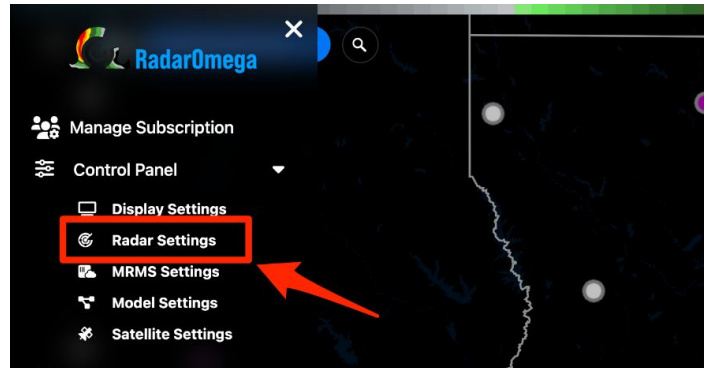 RadarOmega
Manage Subscription
Control Panel
Display Settings
Radar Settings
MRMS Settings
Model Settings
Satellite Settings